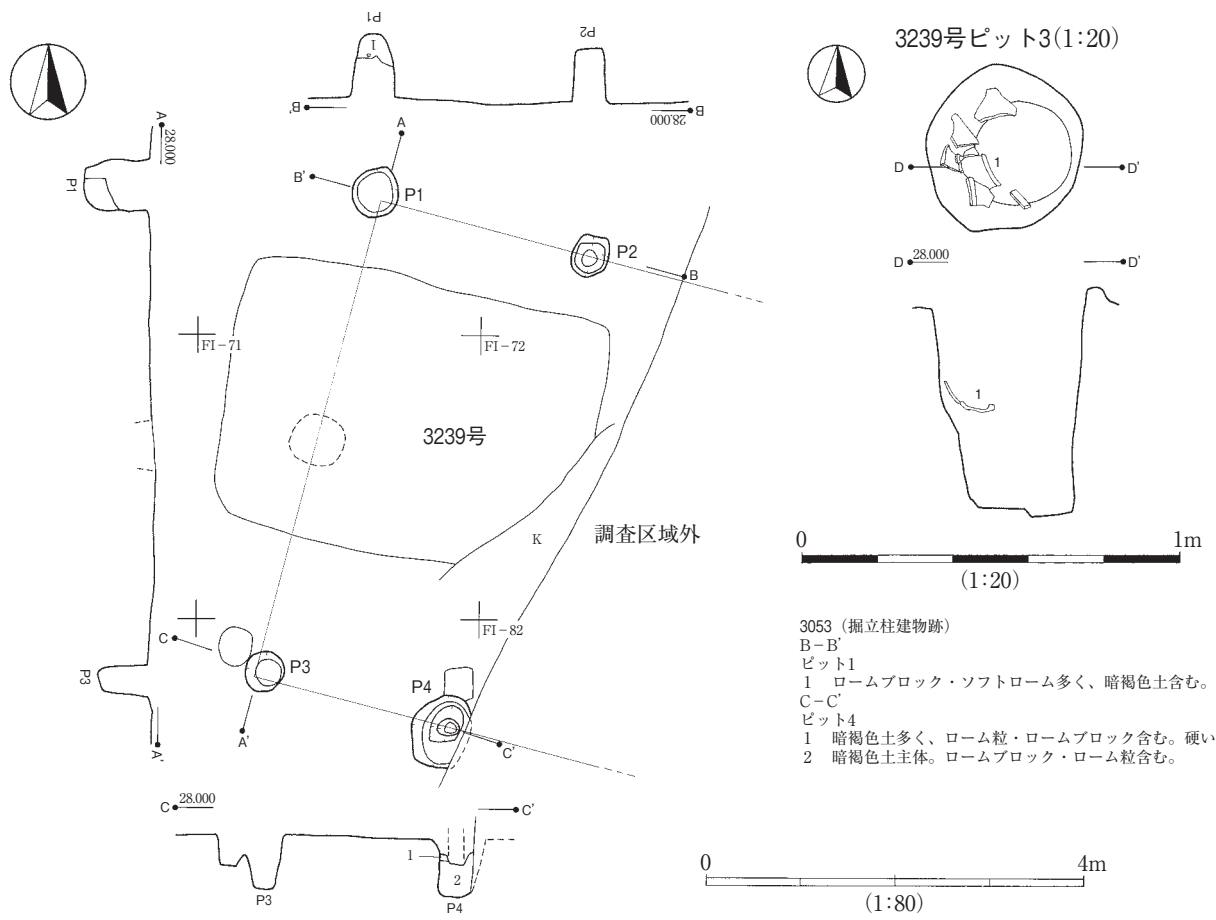 P1
P2
1
a
B'
B
28.000
A
28.000
P1
A
B'
P1
P2
B
FI-71
FI-72
3239号
K
調査区域外
C
P3
FI-82
P4
P3
A'
A'
C'
C
28.000
C'
1
2
P3
P4
3239号ピット3(1:20)
1
D
D'
D
28.000
D'
1
0
1m
(1:20)
3053（掘立柱建物跡）
B-B'
ピット1
1 ロームブロック・ソフトローム多く、暗褐色土含む。
C-C'
ピット4
1 暗褐色土多く、ローム粒・ロームブロック含む。硬い
2 暗褐色土主体。ロームブロック・ローム粒含む。
0
4m
(1:80)